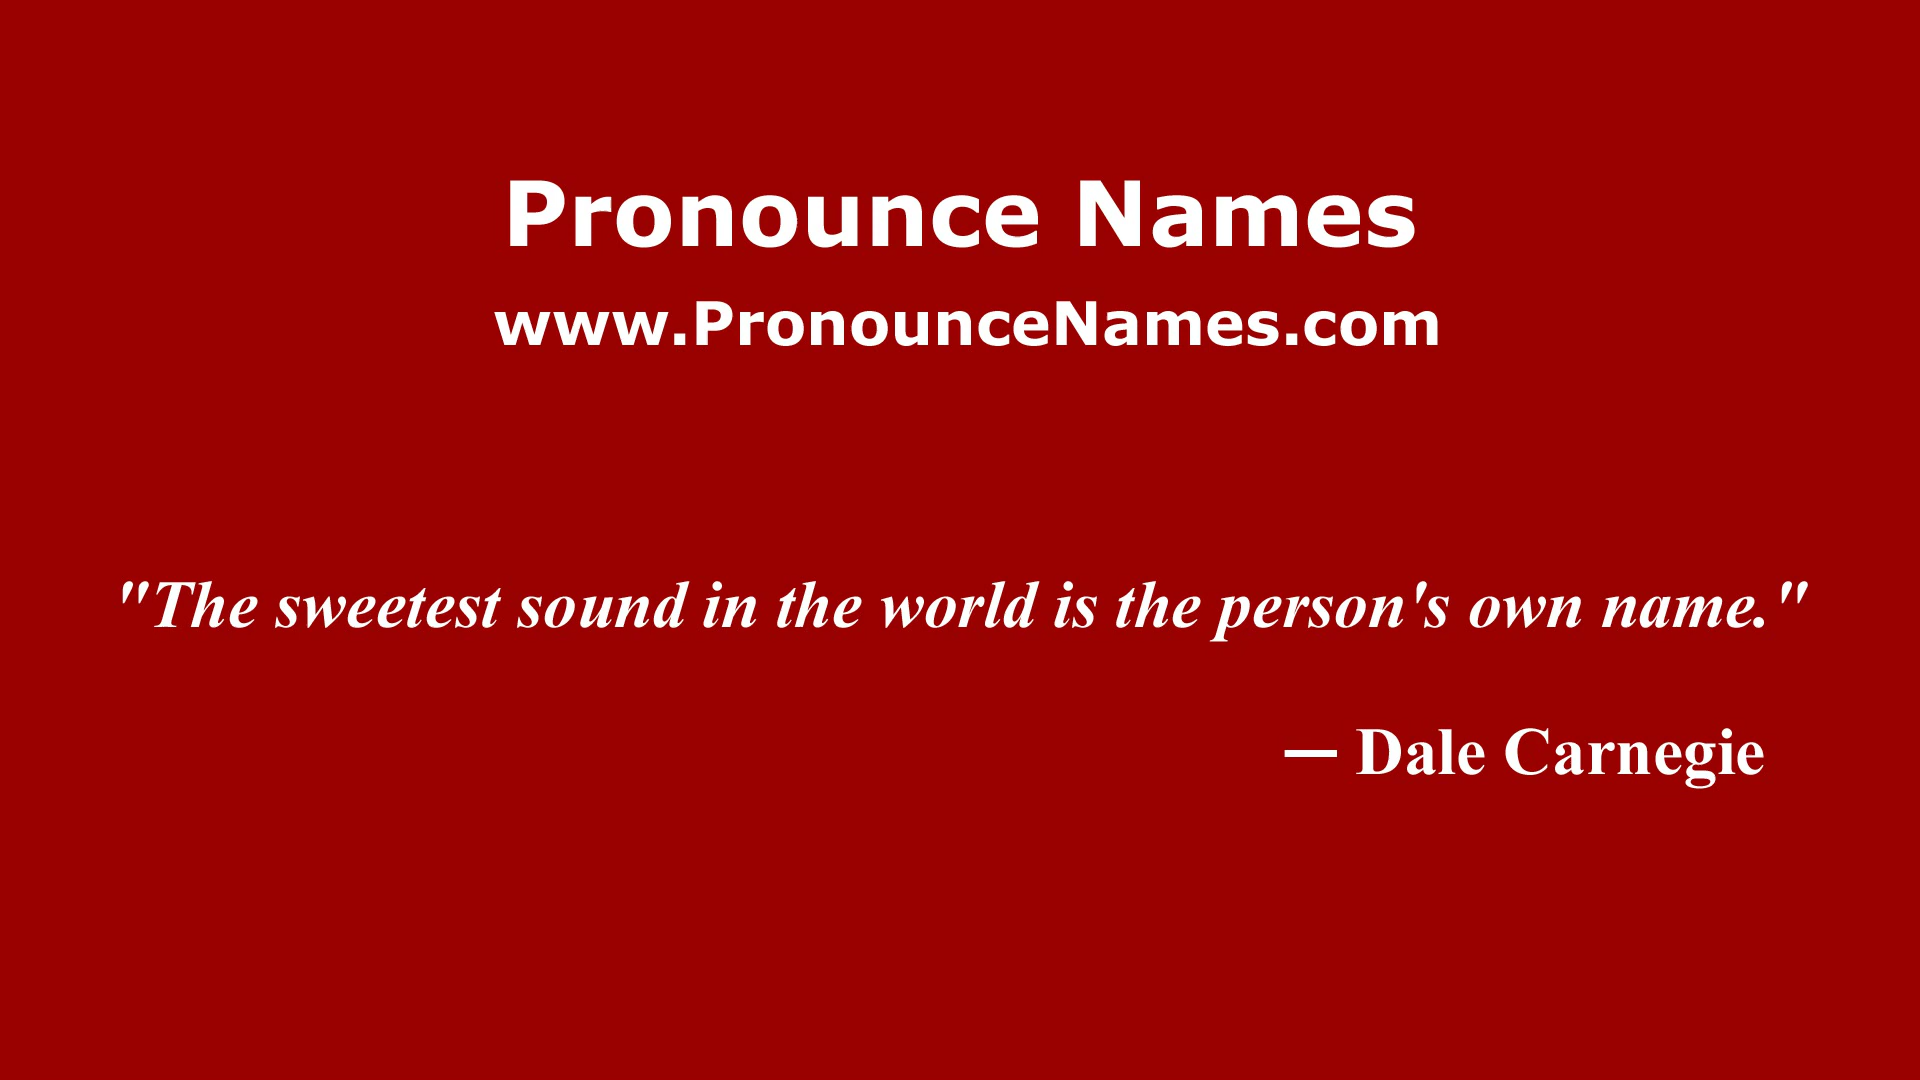 Pronounce Names
www.PronounceNames.com
"The sweetest sound in the world is the person's own name."
— Dale Carnegie